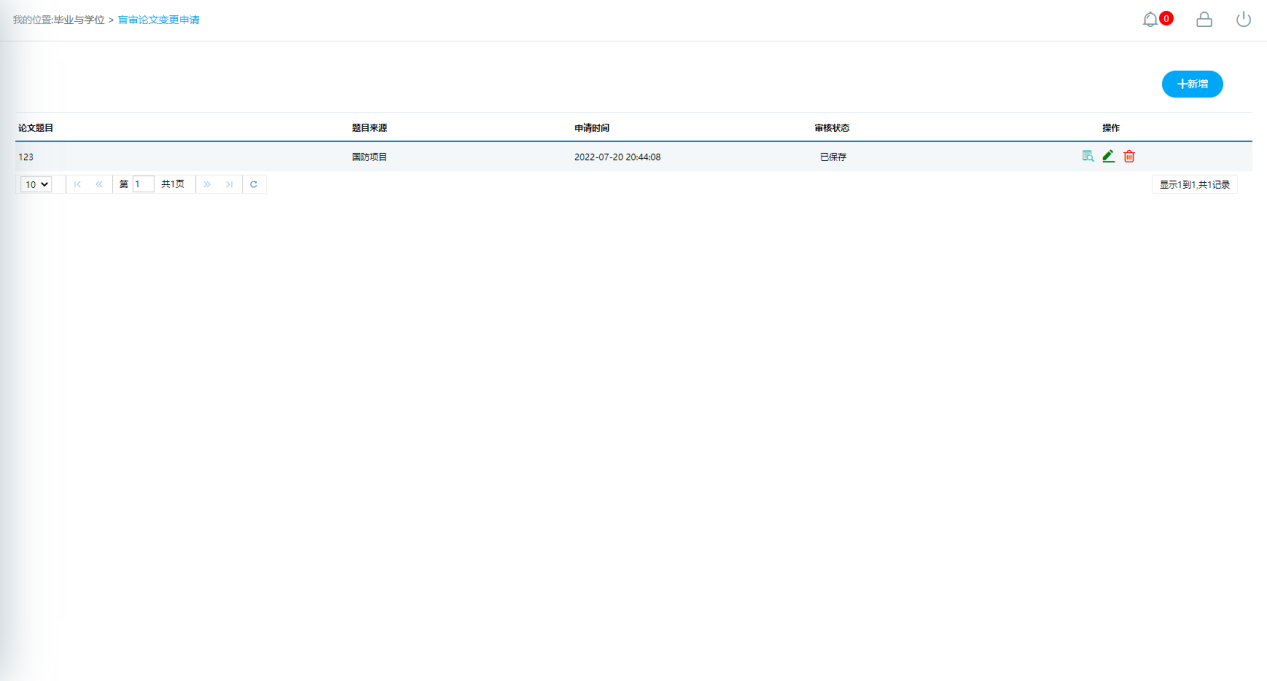 我的位置:毕业与学位 > 盲审论文变更申请
0
新增
论文题目 题目来源 申请时间 审核状态 操作
123 国防项目 2022-07-20 20:44:08 已保存
10 第 1 共1页 显示1到1,共1记录